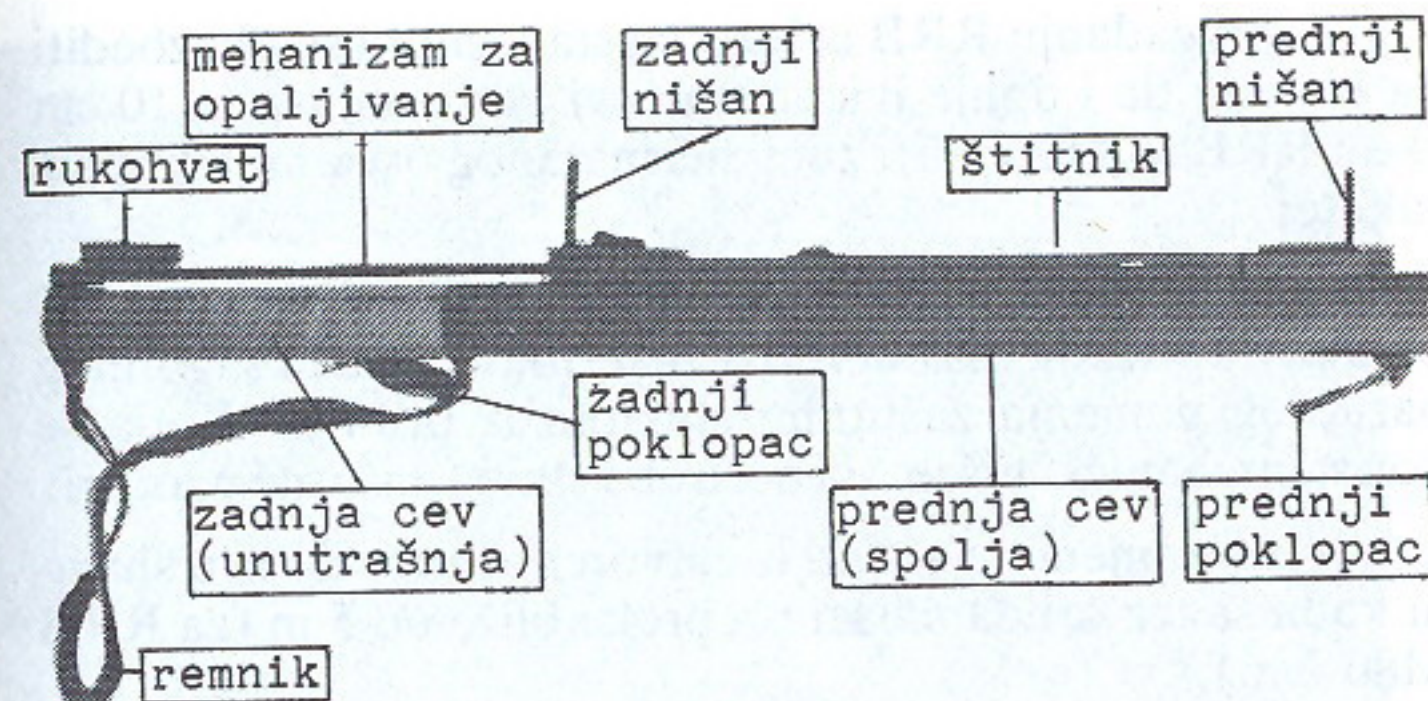 mehanizam za
opaljivanje
zadnji
nišan
prednji
nišan
rukohvat
štitnik
zadnji
poklopac
zadnja cev
(unutrašnja)
prednja cev
(spolja)
prednji
poklopac
remnik